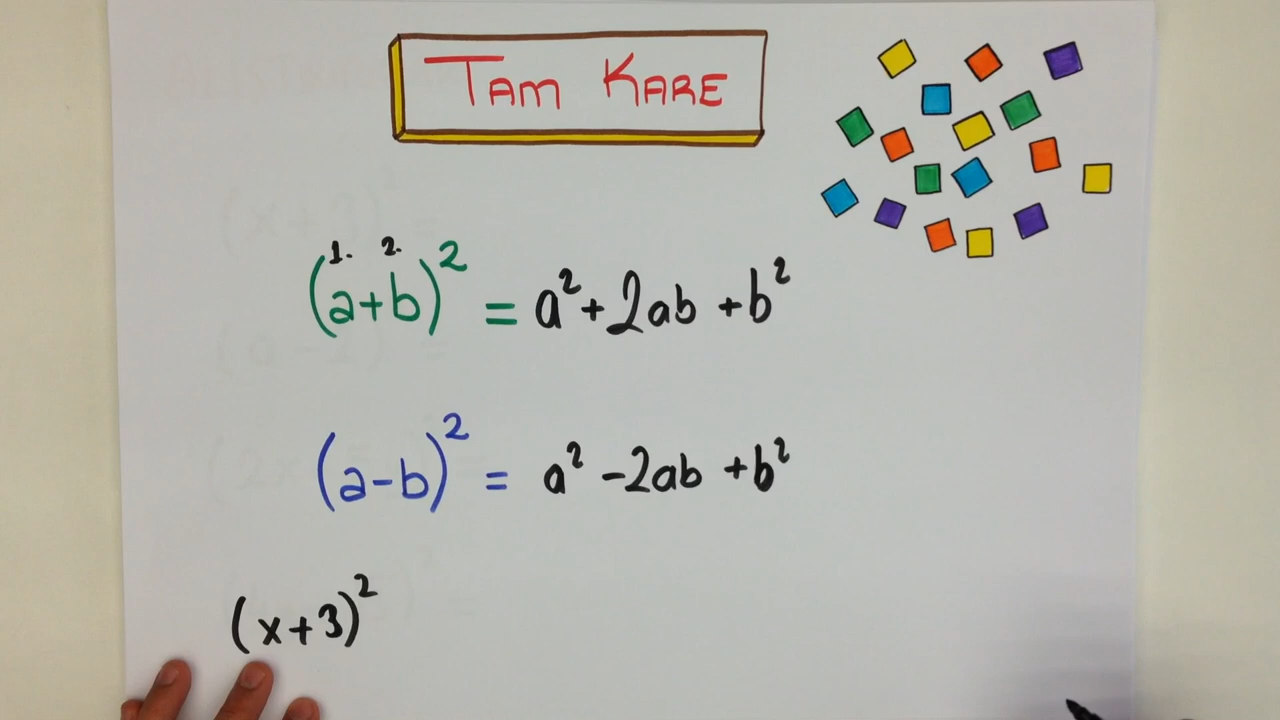 TAM KARE
1. 2.
(a+b)² = a² + 2ab + b²
(a-b)² = a² - 2ab + b²
(x+3)²